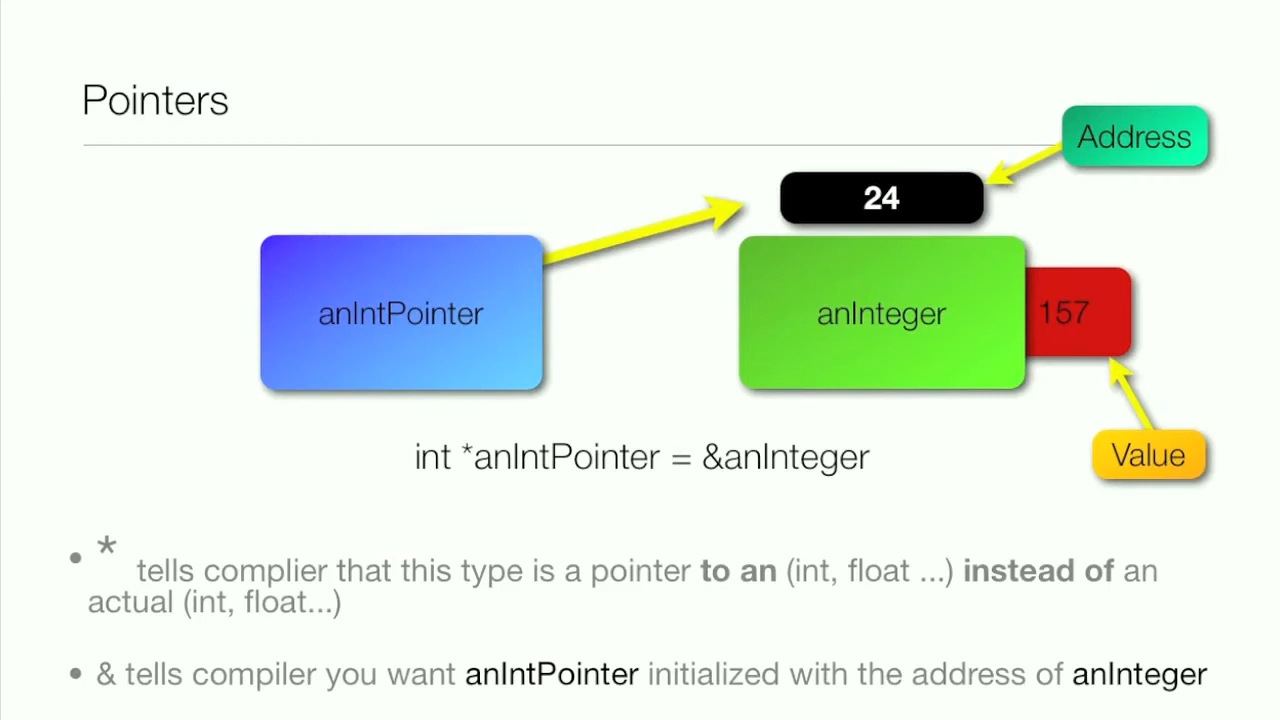 Pointers
Address
24
anIntPointer
anInteger
157
int *anIntPointer = &anInteger
Value
• * tells complier that this type is a pointer to an (int, float ...) instead of an
actual (int, float...)
• & tells compiler you want anIntPointer initialized with the address of anInteger